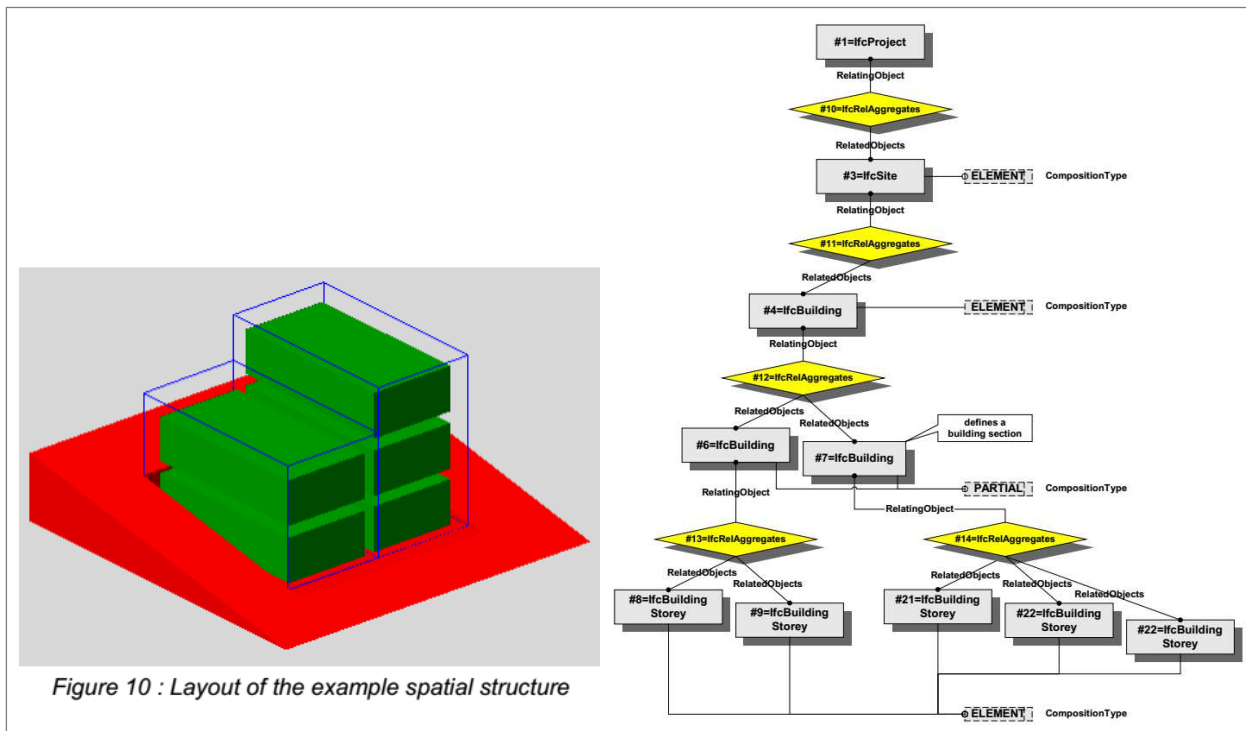 #1=IfcProject
RelatingObject
#10=IfcRelAggregates
RelatedObjects
#3=IfcSite
ELEMENT
CompositionType
RelatingObject
#11=IfcRelAggregates
RelatedObjects
#4=IfcBuilding
ELEMENT
CompositionType
RelatingObject
#12=IfcRelAggregates
RelatedObjects
RelatedObjects
defines a
building section
#6=IfcBuilding
#7=IfcBuilding
RelatingObject
PARTIAL
CompositionType
RelatingObject
#13=IfcRelAggregates
#14=IfcRelAggregates
RelatedObjects
RelatedObjects
RelatedObjects
RelatedObjects
RelatedObjects
#8=IfcBuilding
Storey
#9=IfcBuilding
Storey
#21=IfcBuilding
Storey
#22=IfcBuilding
Storey
#22=IfcBuilding
Storey
ELEMENT
CompositionType
Figure 10 : Layout of the example spatial structure